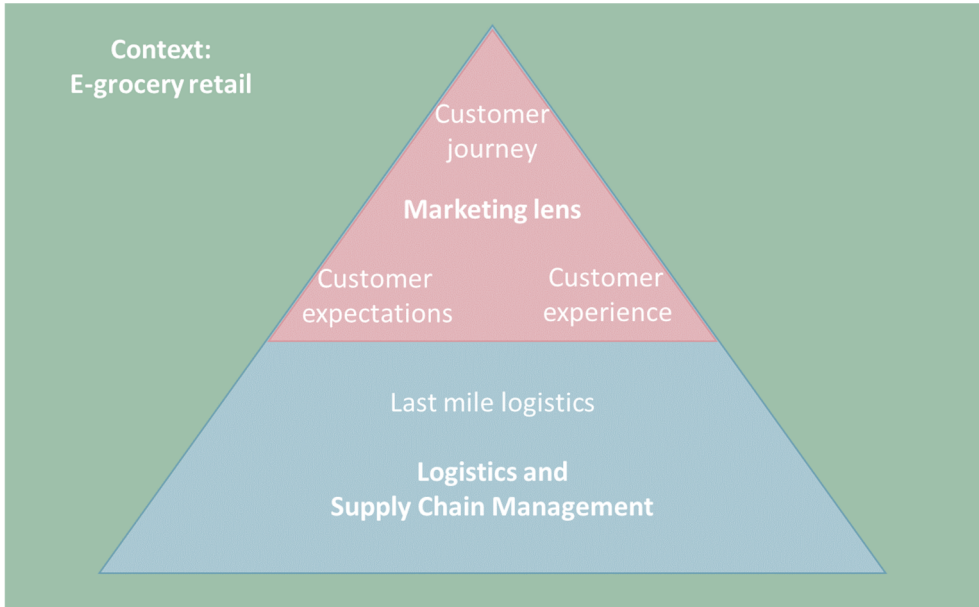 Context:
E-grocery retail
Customer
journey
Marketing lens
Customer
expectations
Customer
experience
Last mile logistics
Logistics and
Supply Chain Management